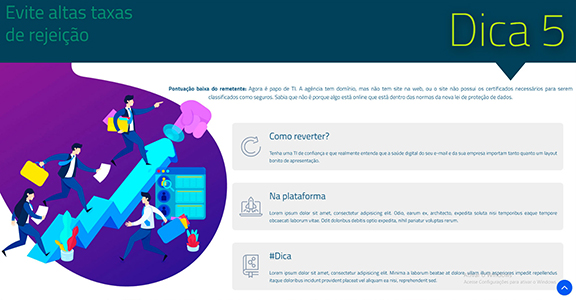 Evite altas taxas
de rejeição
Dica 5
Pontuação baixa do remetente: Agora é papo de TI. A agência tem domínio, mas não tem site na web, ou o site não possui os certificados necessários para serem
classificados como seguros. Sabia que não é porque algo está online que está dentro das normas da nova lei de proteção de dados.
Como reverter?
Tenha uma TI de confiança e que realmente entenda que a saúde digital do seu e-mail e da sua empresa importam tanto quanto um layout
bonito de apresentação.
Na plataforma
Lorem ipsum dolor sit amet, consectetur adipiscing elit. Odio, earum ex, architecto, expedita soluta nisi temporibus eaque tempore
obcaecati laborum vitae. Odit doloribus debitis optio expedita, nihil pariatur voluptas rerum.
#Dica
Lorem ipsum dolor sit amet, consectetur adipiscing elit. Minima a laborum beatae at dolore, ullam eum asperiores impedit repellendus
itaque doloribus incidunt provident placeat vel aliquam ea nisi, reprehenderit sed.
Acesse Configurações para ativar o Windows